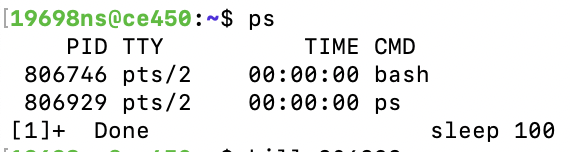 [19698ns@ce450:~$ ps
PID TTY TIME CMD
806746 pts/2 00:00:00 bash
806929 pts/2 00:00:00 ps
[1]+ Done sleep 100